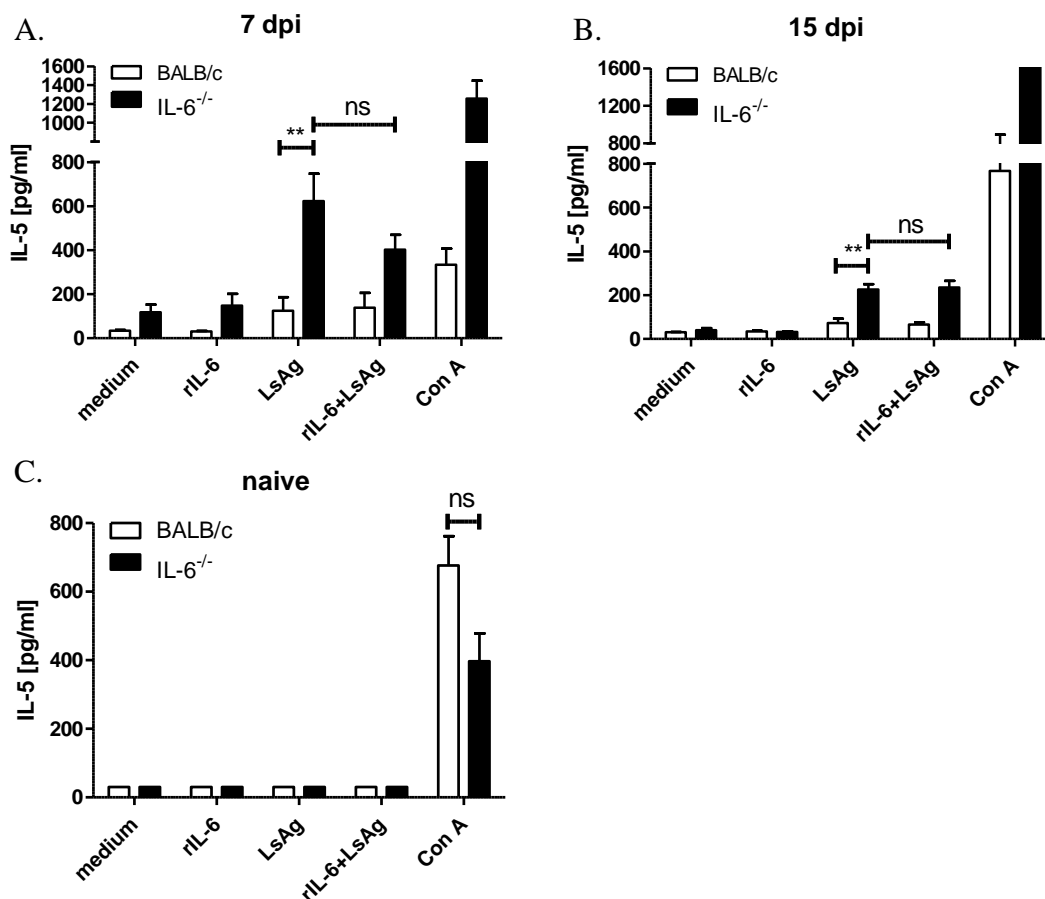 A.
7 dpi
BALB/c
IL-6-/-
1600
1400
1200
1000
800
600
400
200
0
IL-5 [pg/ml]
**
ns
medium
rIL-6
LsAg
rIL-6+LsAg
Con A
B.
15 dpi
BALB/c
IL-6-/-
1600
1200
800
800
600
400
200
0
IL-5 [pg/ml]
**
ns
medium
rIL-6
LsAg
rIL-6+LsAg
Con A
C.
naive
BALB/c
IL-6-/-
800
600
400
200
0
IL-5 [pg/ml]
ns
medium
rIL-6
LsAg
rIL-6+LsAg
Con A